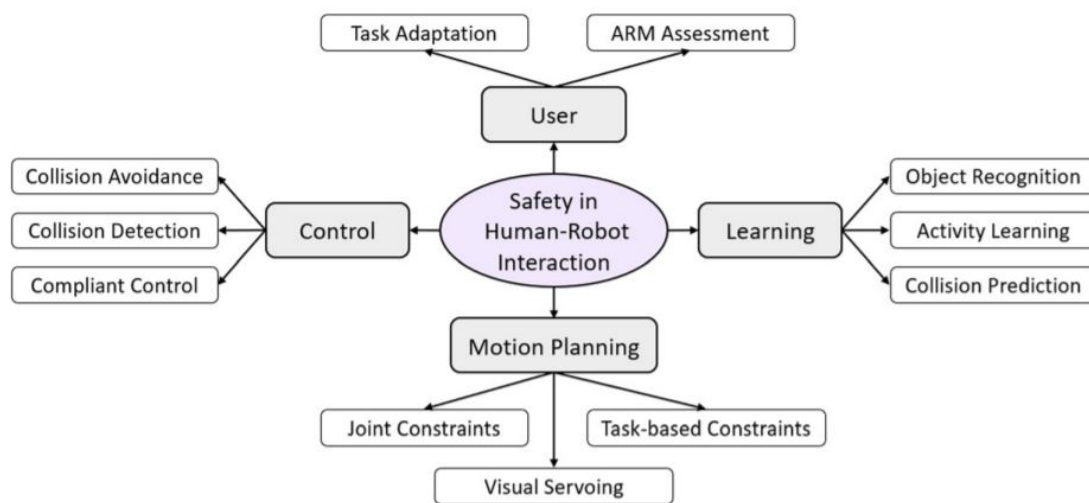 Task Adaptation
ARM Assessment
User
Collision Avoidance
Collision Detection
Compliant Control
Control
Safety in
Human-Robot
Interaction
Learning
Object Recognition
Activity Learning
Collision Prediction
Motion Planning
Joint Constraints
Task-based Constraints
Visual Servoing